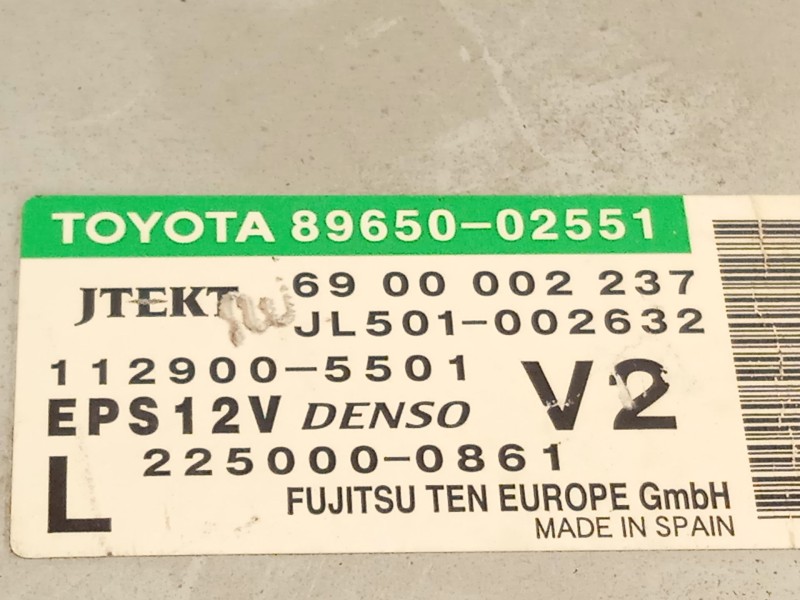 TOYOTA 89650-02551
JTEKT 69 00 002 237
JL501-002632
112900-5501
EPS12V DENSO V2
L 225000-0861
FUJITSU TEN EUROPE GmbH
MADE IN SPAIN